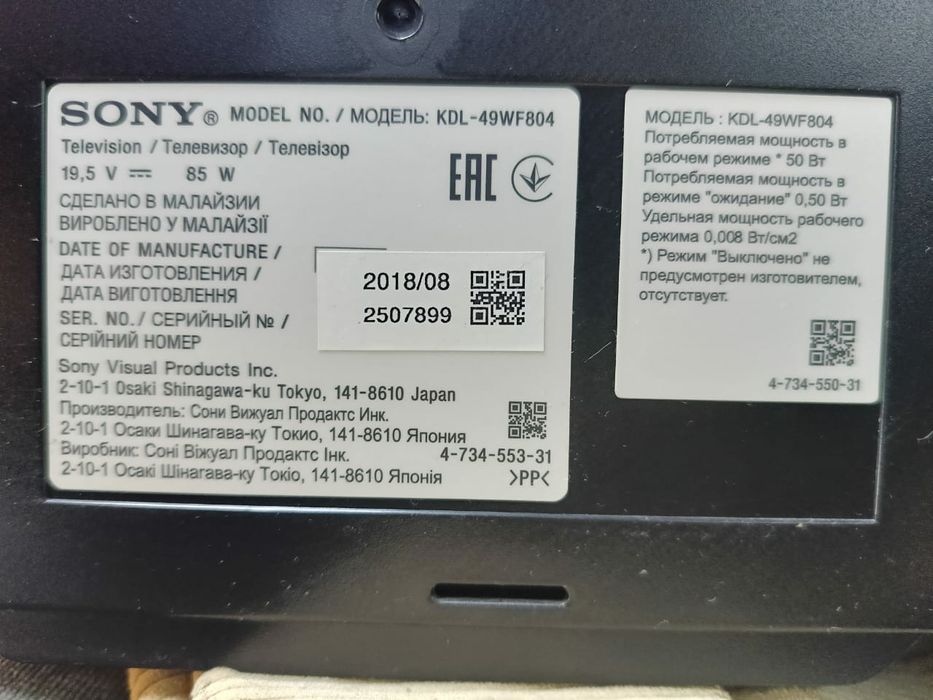 SONY® MODEL NO. / МОДЕЛЬ: KDL-49WF804
Television / Телевизор / Телевізор
19,5 V ⎓ 85 W
EAC
СДЕЛАНО В МАЛАЙЗИИ
ВИРОБЛЕНО У МАЛАЙЗІЇ
DATE OF MANUFACTURE /
ДАТА ИЗГОТОВЛЕНИЯ /
ДАТА ВИГОТОВЛЕННЯ
2018/08
SER. NO./ СЕРИЙНЫЙ № /
СЕРІЙНИЙ НОМЕР
2507899
Sony Visual Products Inc.
2-10-1 Osaki Shinagawa-ku Tokyo, 141-8610 Japan
Производитель: Сони Вижуал Продактс Инк.
2-10-1 Осаки Шинагава-ку Токио, 141-8610 Япония
Виробник: Соні Віжуал Продактс Інк.
2-10-1 Осакі Шінагава-ку Токіо, 141-8610 Японія
4-734-553-31
>PP<
МОДЕЛЬ : KDL-49WF804
Потребляемая мощность в
рабочем режиме * 50 Вт
Потребляемая мощность в
режиме "ожидание" 0,50 Вт
Удельная мощность рабочего
режима 0,008 Вт/см2
*) Режим "Выключено" не
предусмотрен изготовителем,
отсутствует.
4-734-550-31